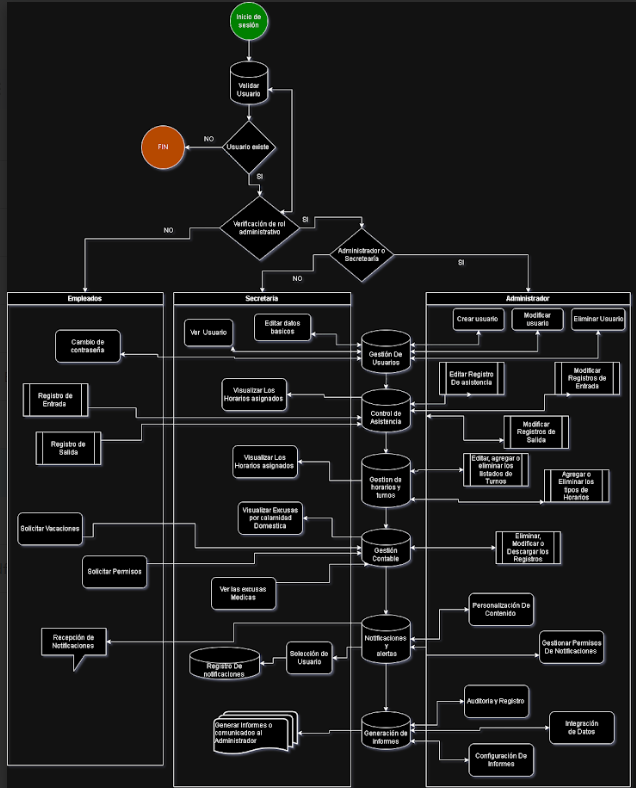 Inicio de
sesión
Validar
Usuario
Usuario existe
NO
FIN
SI
Verificación de rol
administrativo
SI
NO
Administrador o
Secretearía
NO
SI
Empleados
Secretaria
Administrador
Cambio de
contraseña
Ver Usuario
Editar datos
basicos
Crear usuario
Modificar
usuario
Eliminar Usuario
Gestión De
Usuarios
Registro de
Entrada
Registro de
Salida
Visualizar Los
Horarios asignados
Control de
Asistencia
Editar Registro
De asistencia
Modificar
Registros de
Entrada
Modificar
Registros de
Salida
Visualizar Los
Horarios asignados
Gestion de
horarios y
turnos
Editar, agregar o
eliminar los
listados de
Turnos
Agregar o
Eliminar los
tipos de
Horarios
Solicitar Vacaciones
Solicitar Permisos
Visualizar Excusas
por calamidad
Domestica
Ver las excusas
Medicas
Gestión
Contable
Eliminar,
Modificar o
Descargar los
Registros
Recepción de
Notificaciones
Registro De
notificaciones
Selección de
Usuario
Notificaciones
y
alertas
Personalización De
Contenido
Gestionar Permisos
De Notificaciones
Generar Informes o
comunicados al
Administrador
Generación de
Informes
Auditoria y Registro
Integración
de Datos
Configuración De
Informes